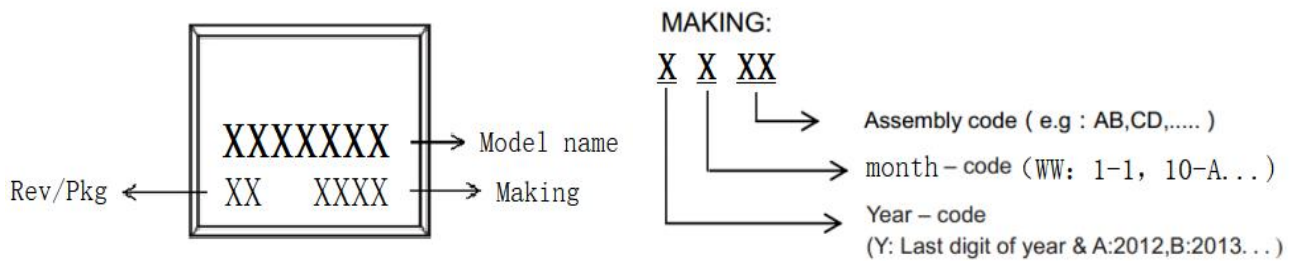 XXXXXXX
Model name
Rev/Pkg
XX XXXX
Making
MAKING:
X X XX
Assembly code ( e.g : AB,CD,..... )
month – code (WW: 1-1, 10-A...)
Year – code
(Y: Last digit of year & A:2012,B:2013...)